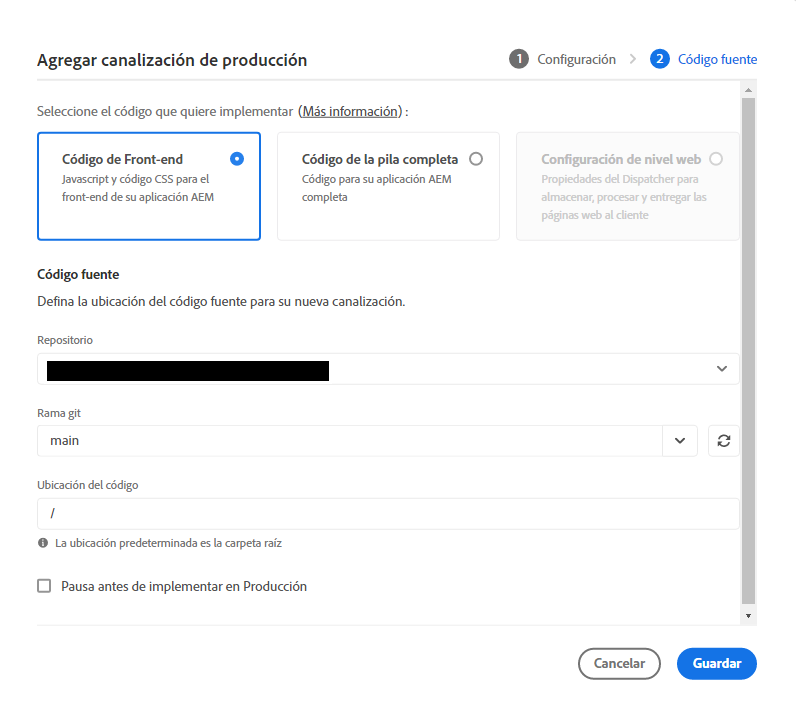 Agregar canalización de producción
1 Configuración > 2 Código fuente
Seleccione el código que quiere implementar (Más información) :
Código de Front-end
Javascript y código CSS para el
front-end de su aplicación AEM
Código de la pila completa
Código para su aplicación AEM
completa
Configuración de nivel web
Propiedades del Dispatcher para
almacenar, procesar y entregar las
páginas web al cliente
Código fuente
Defina la ubicación del código fuente para su nueva canalización.
Repositorio
Rama git
main
Ubicación del código
/
La ubicación predeterminada es la carpeta raíz
Pausa antes de implementar en Producción
Cancelar
Guardar